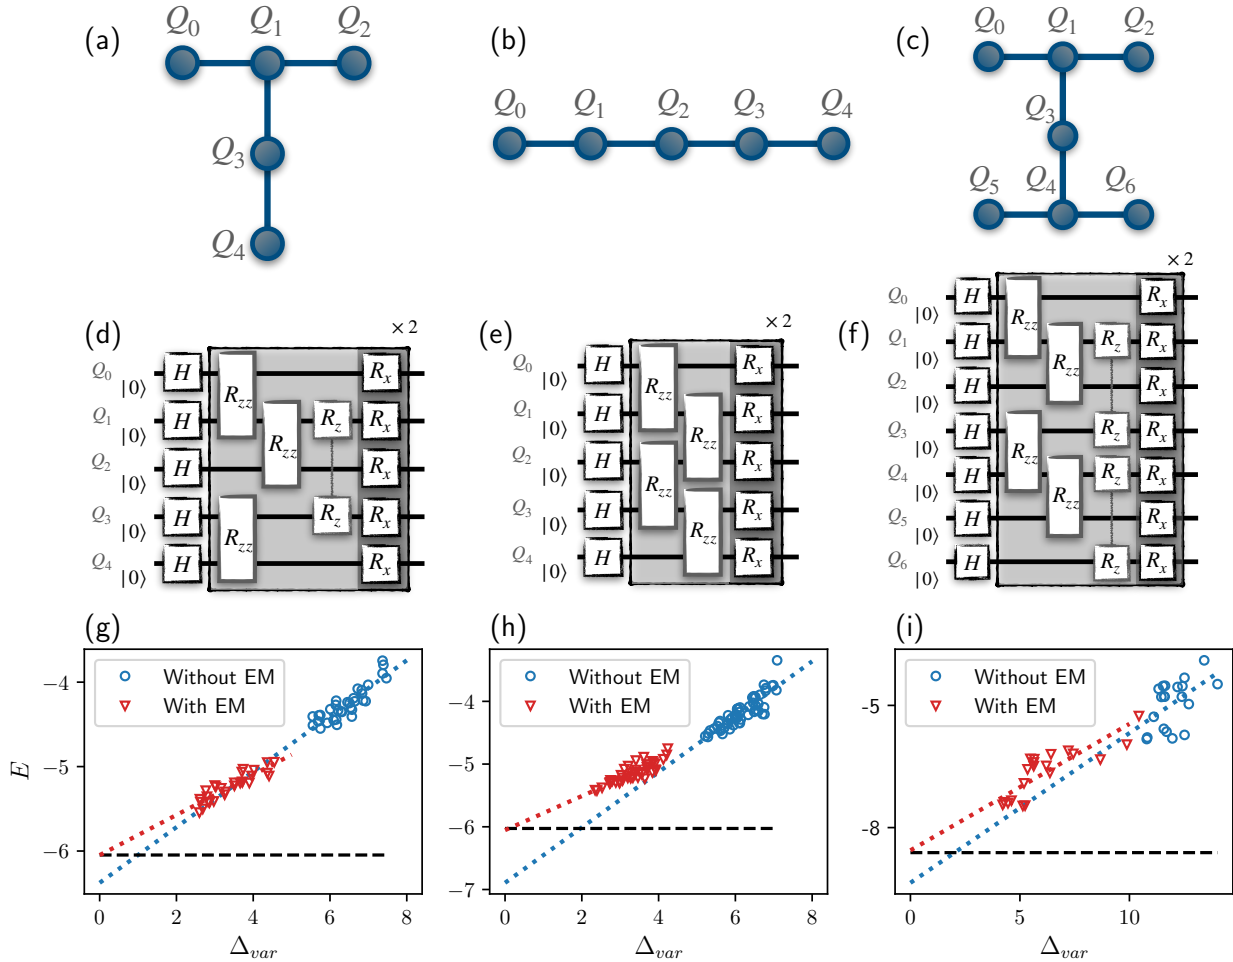 (a)
Q0 Q1 Q2
Q3
Q4
(b)
Q0 Q1 Q2 Q3 Q4
(c)
Q0 Q1 Q2
Q3
Q5 Q4 Q6
(d)
× 2
Q0 |0⟩ H Rzz Rx
Q1 |0⟩ H Rzz Rz Rx
Q2 |0⟩ H Rx
Q3 |0⟩ H Rzz Rz Rx
Q4 |0⟩ H Rx
(e)
× 2
Q0 |0⟩ H Rzz Rx
Q1 |0⟩ H Rzz Rx
Q2 |0⟩ H Rzz Rx
Q3 |0⟩ H Rzz Rx
Q4 |0⟩ H Rx
(f)
× 2
Q0 |0⟩ H Rzz Rx
Q1 |0⟩ H Rzz Rz Rx
Q2 |0⟩ H Rx
Q3 |0⟩ H Rzz Rz Rx
Q4 |0⟩ H Rzz Rz Rx
Q5 |0⟩ H Rx
Q6 |0⟩ H Rz Rx
(g)
Without EM
With EM
−4
−5
−6
E
0 2 4 6 8
Δvar
(h)
Without EM
With EM
−4
−5
−6
−7
0 2 4 6 8
Δvar
(i)
Without EM
With EM
-5
-8
0 5 10
Δvar